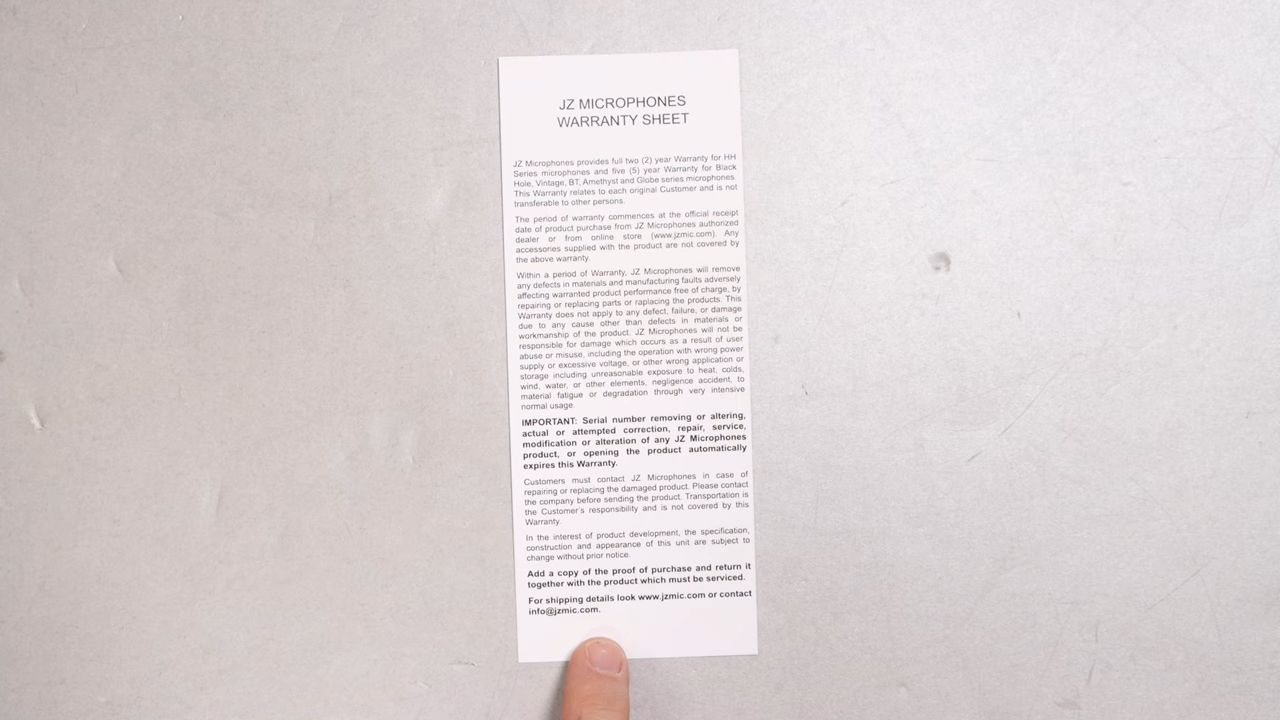 JZ MICROPHONES
WARRANTY SHEET
JZ Microphones provides full two (2) year Warranty for HH
Series microphones and five (5) year Warranty for Black
Hole, Vintage, BT, Amethyst and Globe series microphones.
This Warranty relates to each original Customer and is not
transferable to other persons.
The period of warranty commences at the official receipt
date of product purchase from JZ Microphones authorized
dealer or from online store (www.jzmic.com). Any
accessories supplied with the product are not covered by
the above warranty.
Within a period of Warranty, JZ Microphones will remove
any defects in materials and manufacturing faults adversely
affecting warranted product performance free of charge, by
repairing or replacing parts or raplacing the products. This
Warranty does not apply to any defect, failure, or damage
due to any cause other than defects in materials or
workmanship of the product. JZ Microphones will not be
responsible for damage which occurs as a result of user
abuse or misuse, including the operation with wrong power
supply or excessive voltage, or other wrong application or
storage including unreasonable exposure to heat, colds,
wind, water, or other elements, negligence accident, to
material fatigue or degradation through very intensive
normal usage.
IMPORTANT: Serial number removing or altering,
actual or attempted correction, repair, service,
modification or alteration of any JZ Microphones
product, or opening the product automatically
expires this Warranty.
Customers must contact JZ Microphones in case of
repairing or replacing the damaged product. Please contact
the company before sending the product. Transportation is
the Customer's responsibility and is not covered by this
Warranty.
In the interest of product development, the specification,
construction and appearance of this unit are subject to
change without prior notice.
Add a copy of the proof of purchase and return it
together with the product which must be serviced.
For shipping details look www.jzmic.com or contact
info@jzmic.com.